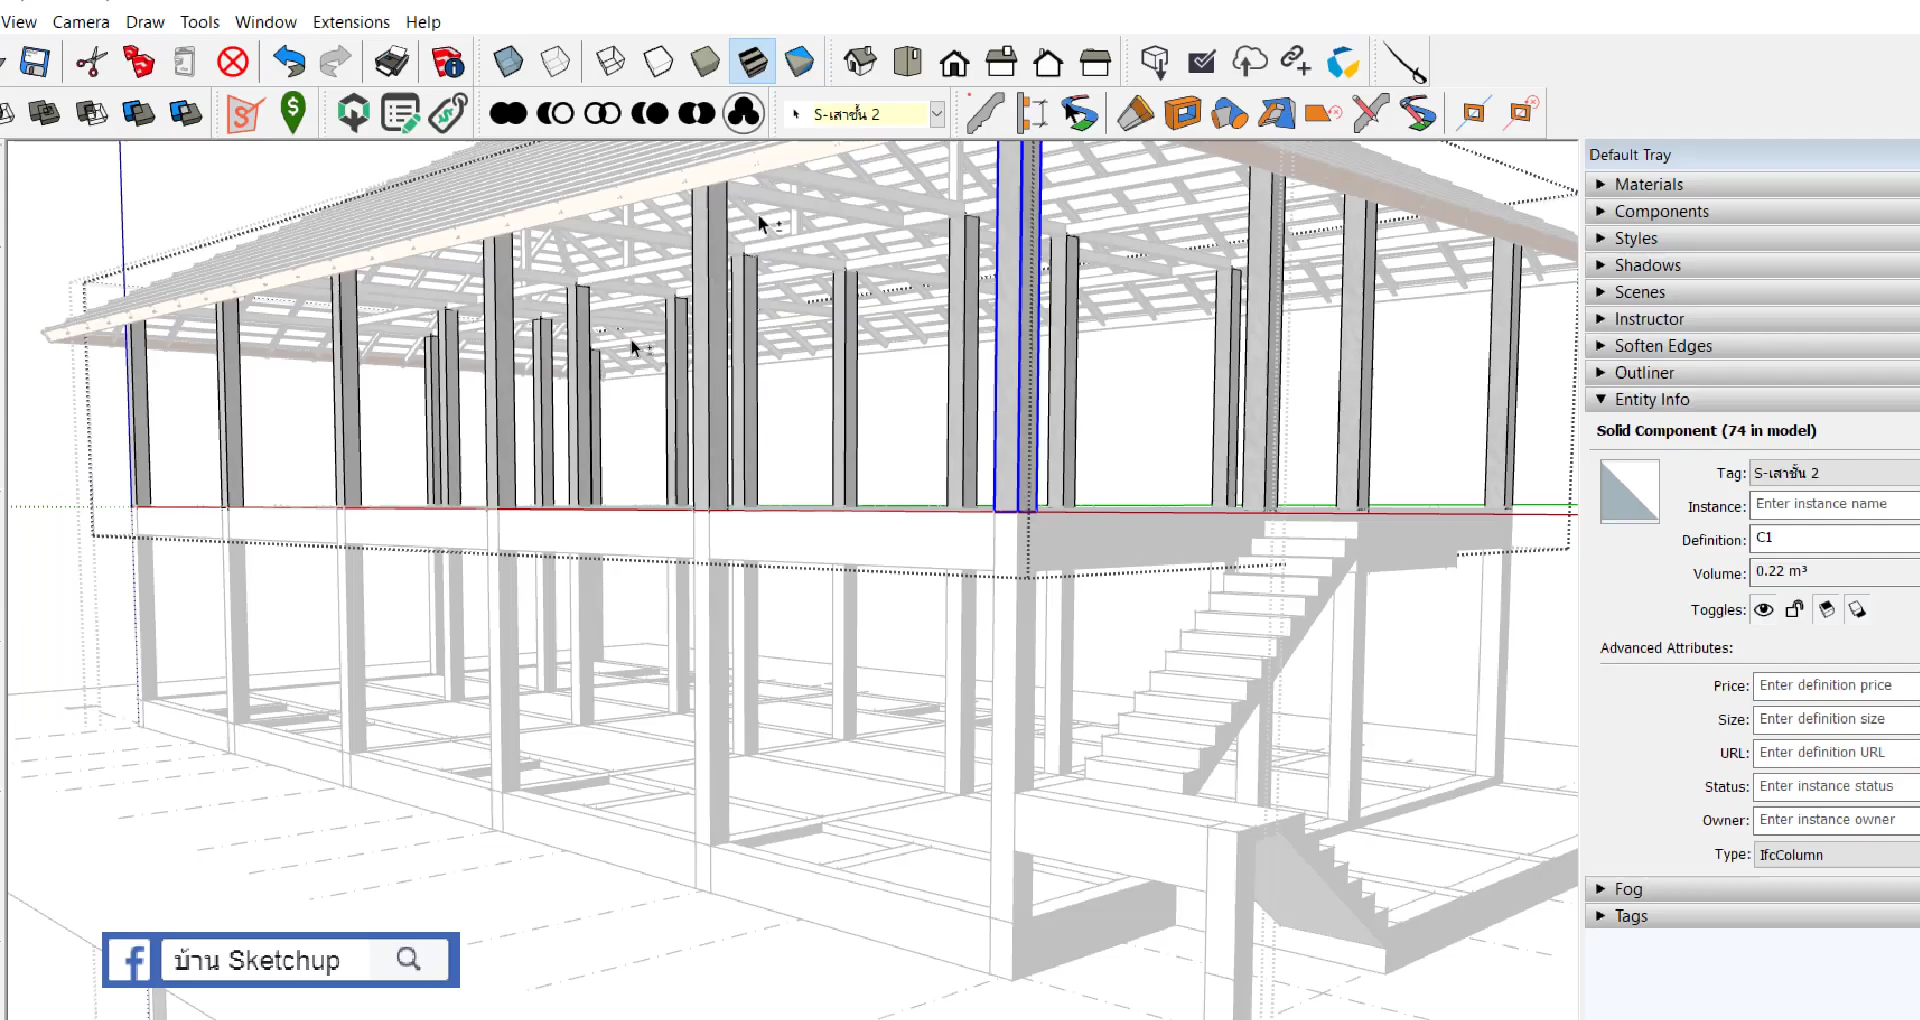 View Camera Draw Tools Window Extensions Help
S-เสาชั้น 2
Default Tray
Materials
Components
Styles
Shadows
Scenes
Instructor
Soften Edges
Outliner
Entity Info
Solid Component (74 in model)
Tag: S-เสาชั้น 2
Instance: Enter instance name
Definition: C1
Volume: 0.22 m³
Toggles:
Advanced Attributes:
Price: Enter definition price
Size: Enter definition size
URL: Enter definition URL
Status: Enter instance status
Owner: Enter instance owner
Type: IfcColumn
Fog
Tags
f บ้าน Sketchup